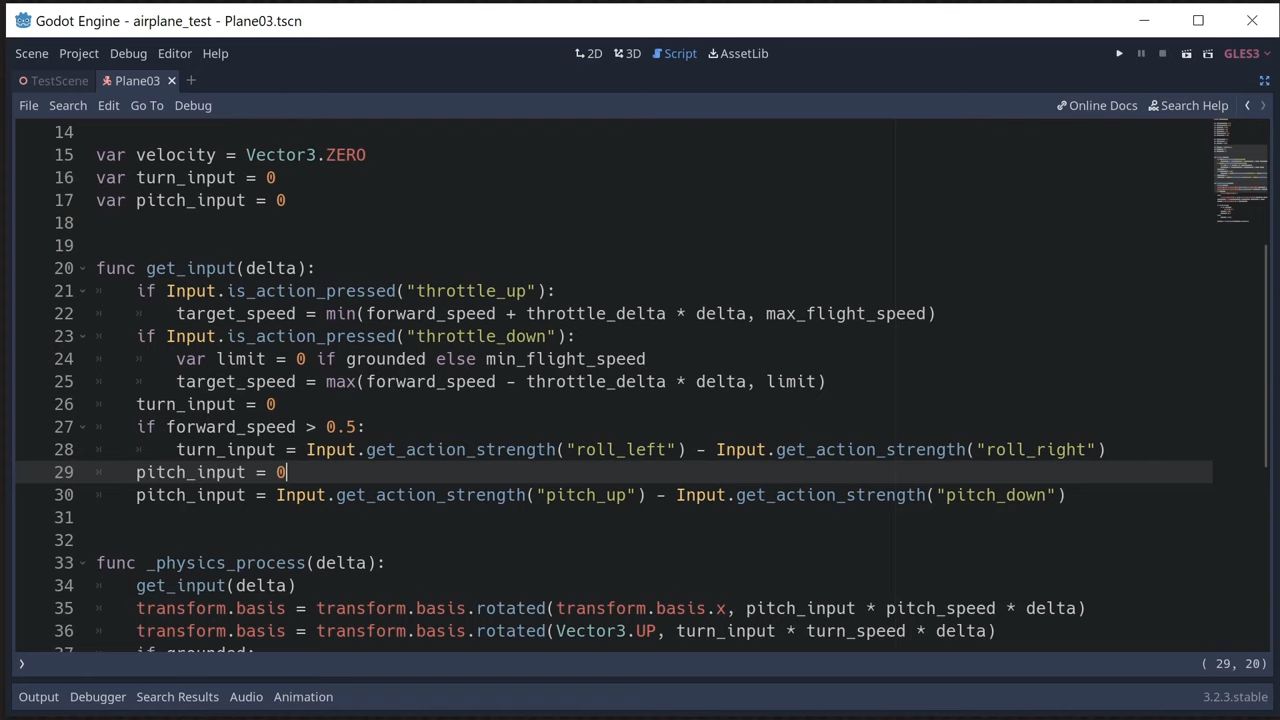 Godot Engine - airplane_test - Plane03.tscn
Scene Project Debug Editor Help 2D 3D Script AssetLib GLES3
TestScene Plane03
File Search Edit Go To Debug Online Docs Search Help
14
15 var velocity = Vector3.ZERO
16 var turn_input = 0
17 var pitch_input = 0
18
19
20 func get_input(delta):
21 if Input.is_action_pressed("throttle_up"):
22 target_speed = min(forward_speed + throttle_delta * delta, max_flight_speed)
23 if Input.is_action_pressed("throttle_down"):
24 var limit = 0 if grounded else min_flight_speed
25 target_speed = max(forward_speed - throttle_delta * delta, limit)
26 turn_input = 0
27 if forward_speed > 0.5:
28 turn_input = Input.get_action_strength("roll_left") - Input.get_action_strength("roll_right")
29 pitch_input = 0
30 pitch_input = Input.get_action_strength("pitch_up") - Input.get_action_strength("pitch_down")
31
32
33 func _physics_process(delta):
34 get_input(delta)
35 transform.basis = transform.basis.rotated(transform.basis.x, pitch_input * pitch_speed * delta)
36 transform.basis = transform.basis.rotated(Vector3.UP, turn_input * turn_speed * delta)
37 if grounded:
( 29, 20)
Output Debugger Search Results Audio Animation 3.2.3.stable